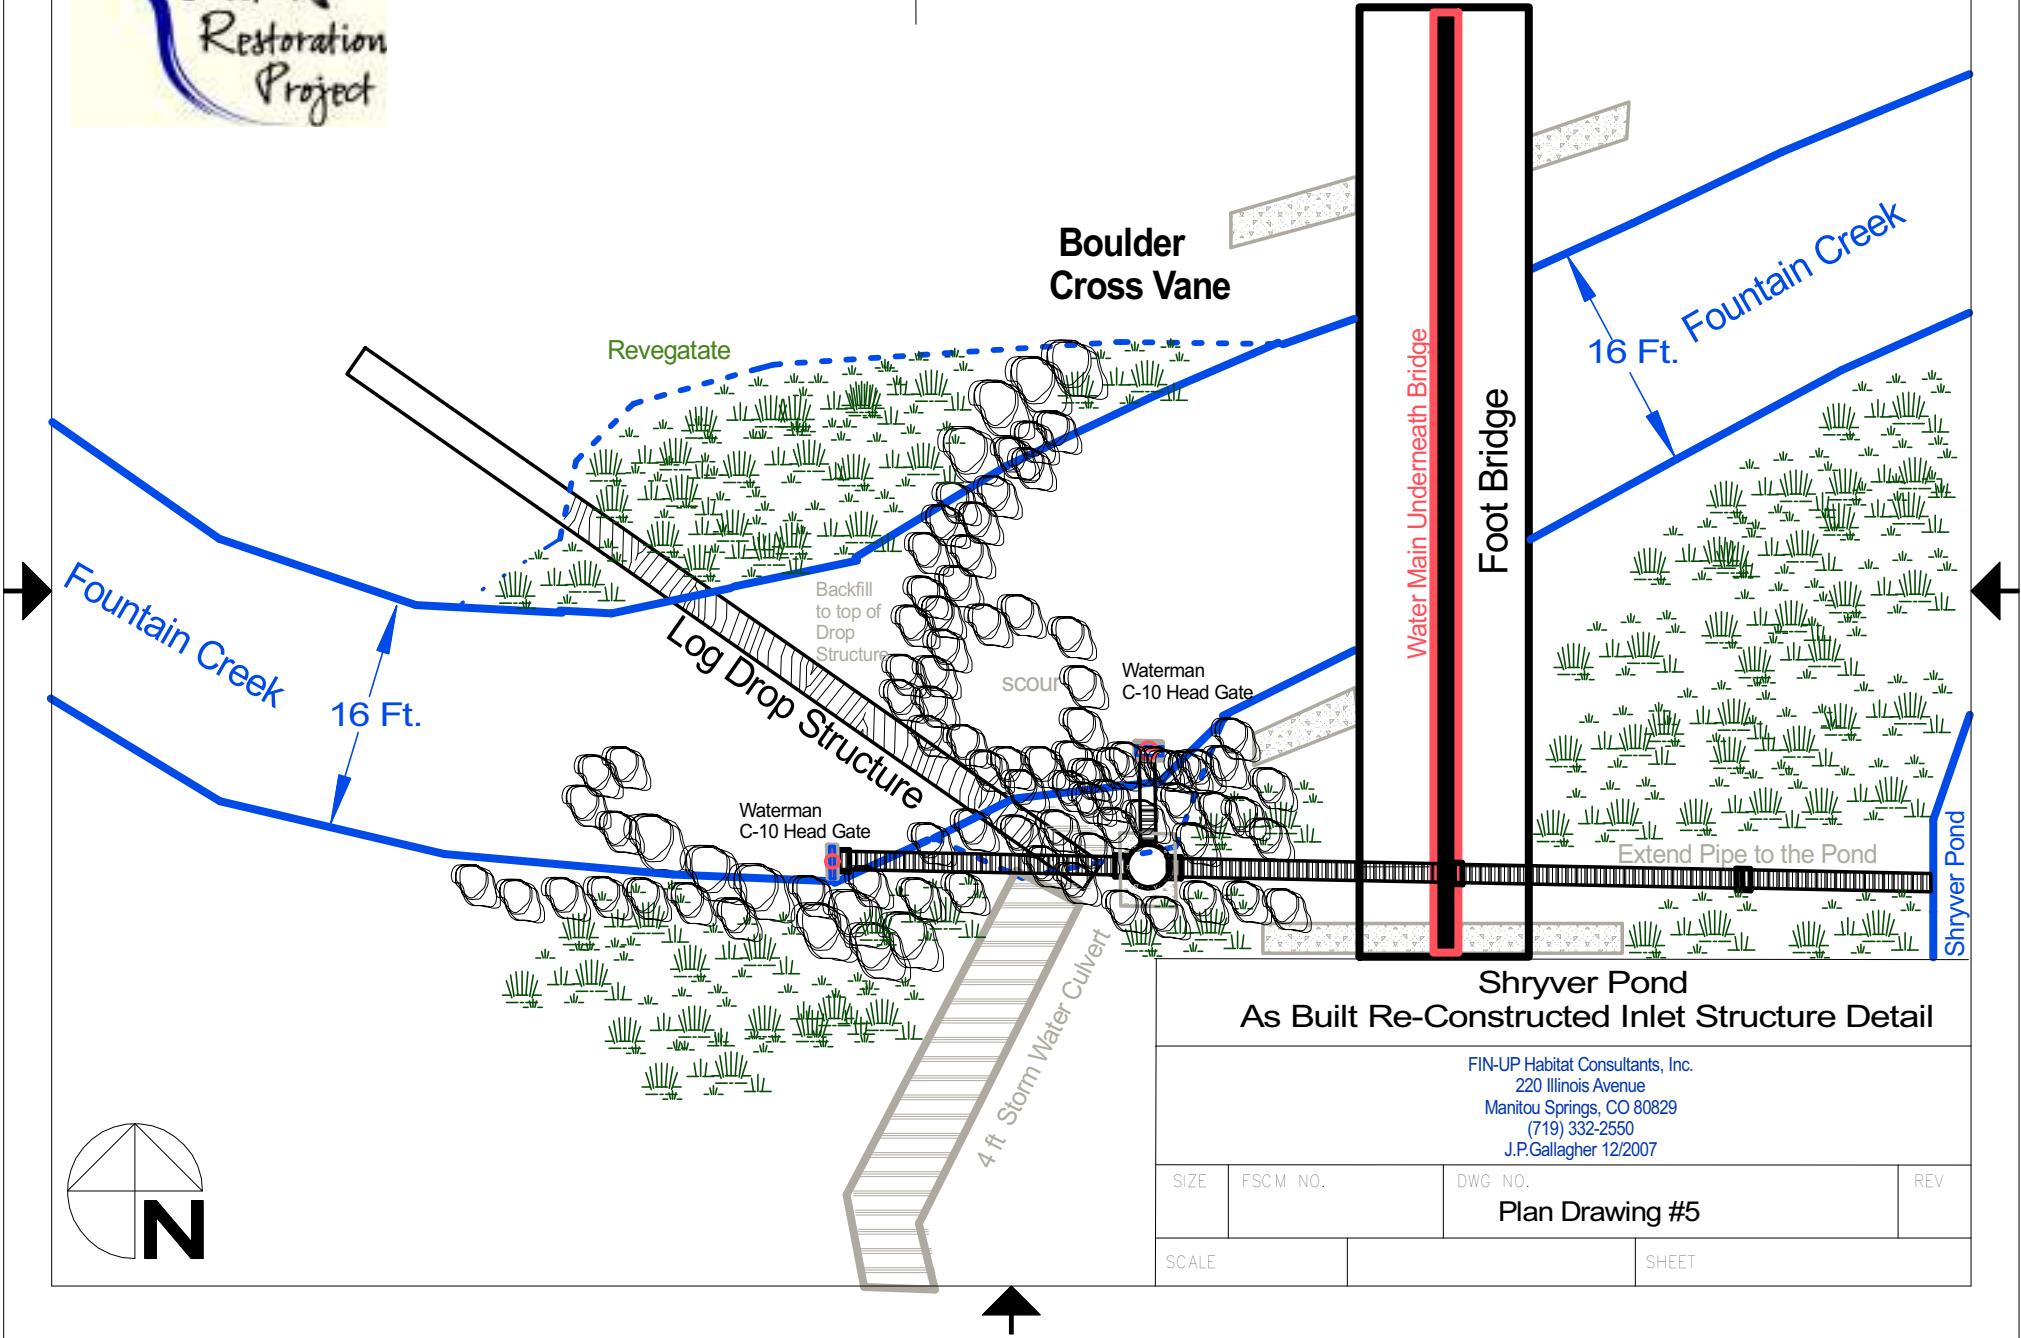 Restoration
Project
Boulder
Cross Vane
Revegatate
Fountain Creek
16 Ft.
Fountain Creek
16 Ft.
Water Main Underneath Bridge
Foot Bridge
Backfill
to top of
Drop
Structure
Log Drop Structure
scour
Waterman
C-10 Head Gate
Waterman
C-10 Head Gate
Extend Pipe to the Pond
Shryver Pond
4 ft Storm Water Culvert
N
Shryver Pond
As Built Re-Constructed Inlet Structure Detail
FIN-UP Habitat Consultants, Inc.
220 Illinois Avenue
Manitou Springs, CO 80829
(719) 332-2550
J.P.Gallagher 12/2007
SIZE
FSCM NO.
DWG NO.
REV
Plan Drawing #5
SCALE
SHEET